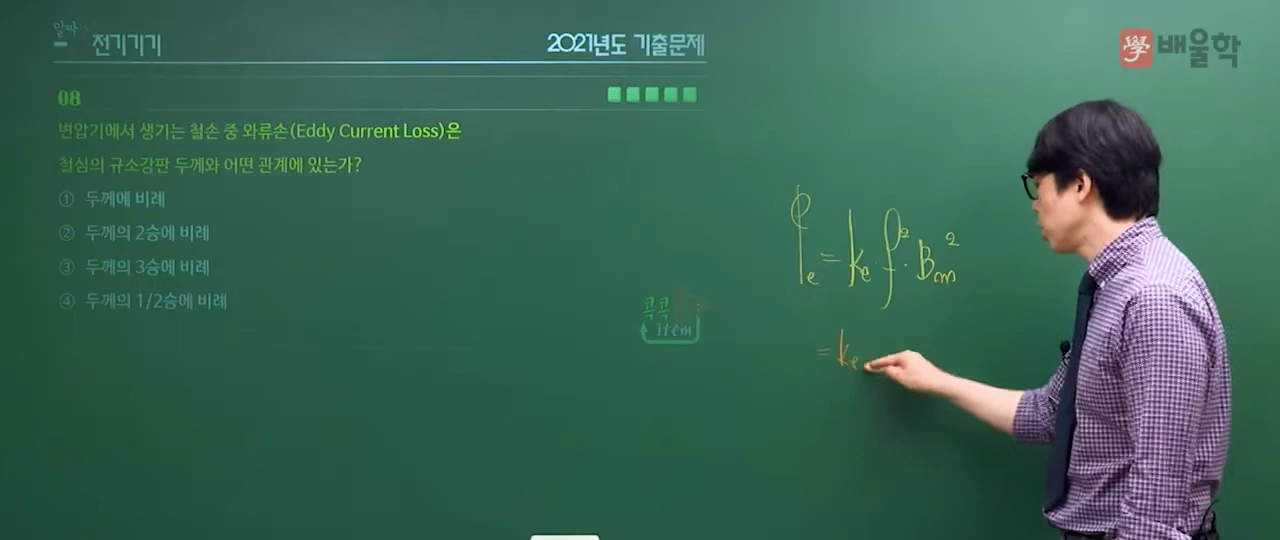 알파
전기기기
2021년도 기출문제
學 배울학
08
변압기에서 생기는 철손 중 와류손(Eddy Current Loss)은
철심의 규소강판 두께와 어떤 관계에 있는가?
① 두께에 비례
② 두께의 2승에 비례
③ 두께의 3승에 비례
④ 두께의 1/2승에 비례
콕콕
item
Pe = ke f² · Bm²
= ke